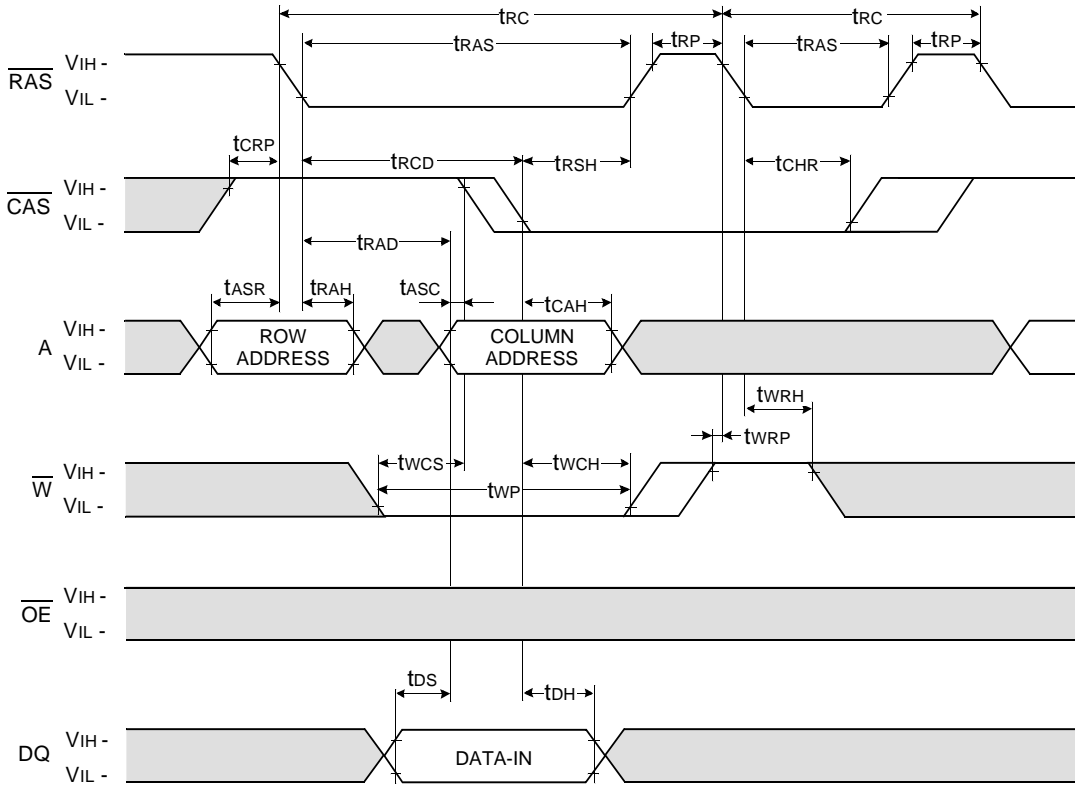 tRC tRC
tRAS tRP tRAS tRP
RAS VIH -
VIL -
tCRP tRCD tRSH tCHR
CAS VIH -
VIL -
tRAD
tASR tRAH tASC tCAH
A VIH -
VIL -
ROW ADDRESS
COLUMN ADDRESS
tWRH
tWRP
tWCS tWCH
tWP
W VIH -
VIL -
OE VIH -
VIL -
tDS tDH
DQ VIH -
VIL -
DATA-IN